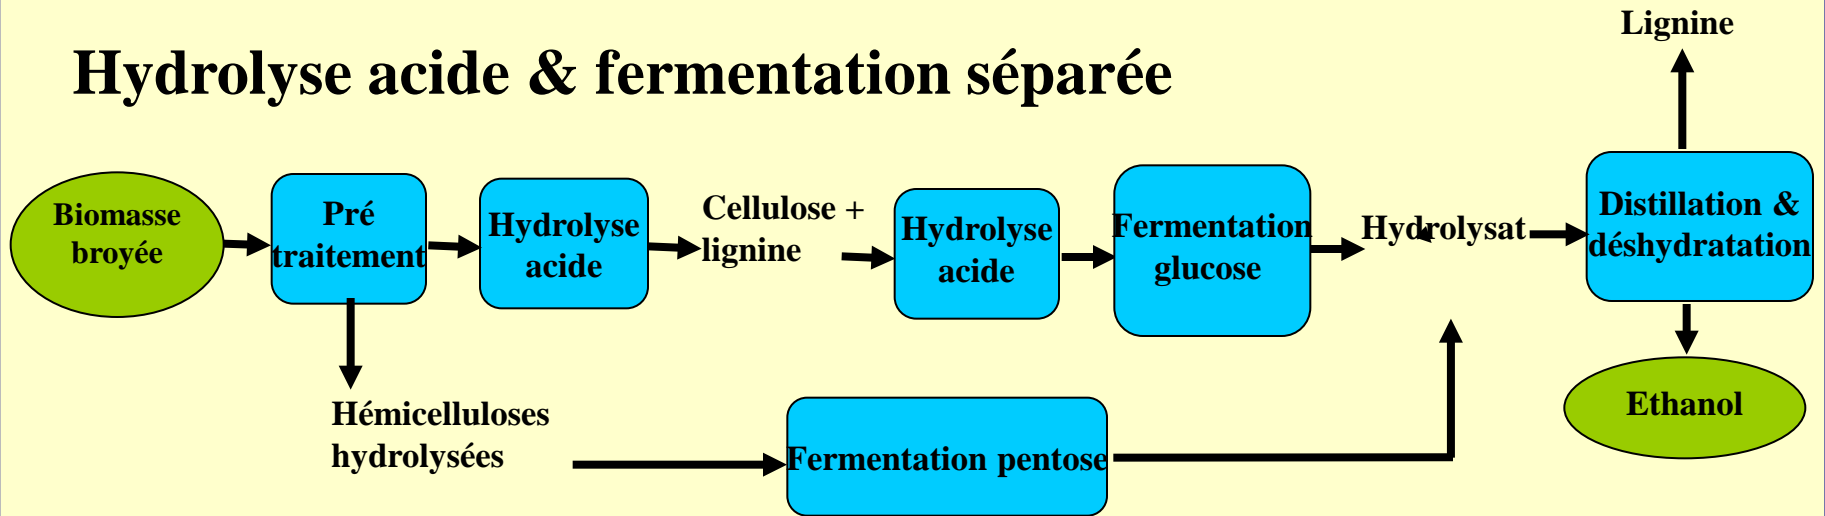 Hydrolyse acide & fermentation séparée
Lignine
Biomasse
broyée
Pré
traitement
Hydrolyse
acide
Cellulose +
lignine
Hydrolyse
acide
Fermentation
glucose
Hydrolysat
Distillation &
déshydratation
Hémicelluloses
hydrolysées
Fermentation pentose
Ethanol